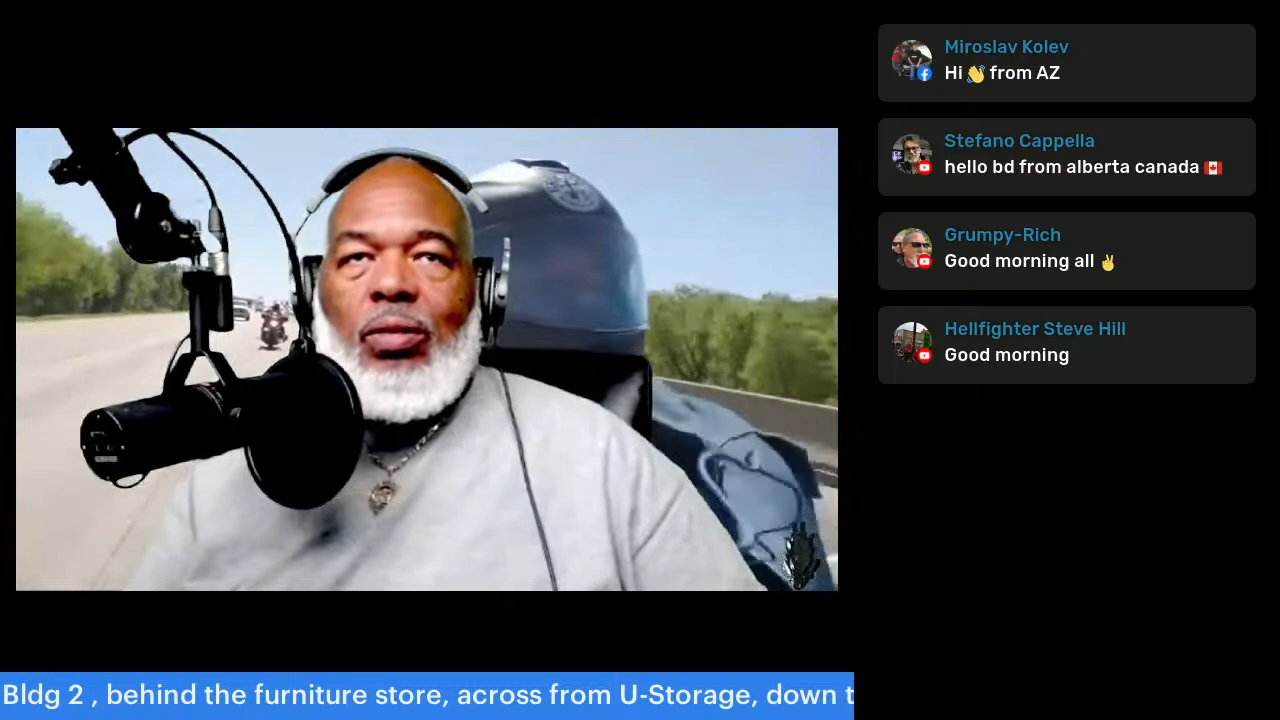 Miroslav Kolev
Hi 👋 from AZ
Stefano Cappella
hello bd from alberta canada 🇨🇦
Grumpy-Rich
Good morning all ✌️
Hellfighter Steve Hill
Good morning
Bldg 2 , behind the furniture store, across from U-Storage, down t